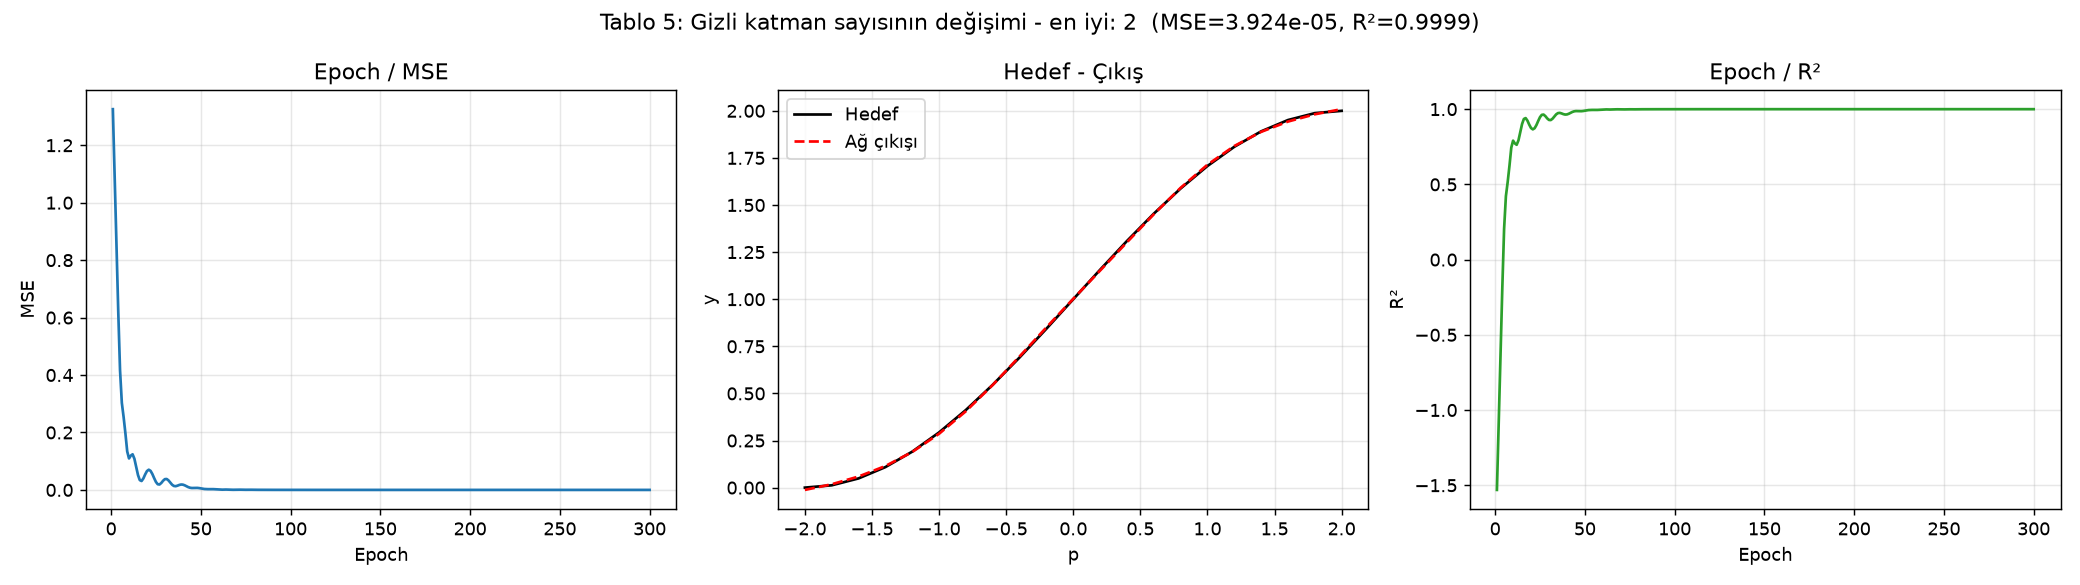 Tablo 5: Gizli katman sayısının değişimi - en iyi: 2  (MSE=3.924e-05, R²=0.9999)
Epoch / MSE
MSE
1.2
1.0
0.8
0.6
0.4
0.2
0.0
0 50 100 150 200 250 300
Epoch
Hedef - Çıkış
Hedef
Ağ çıkışı
y
2.00
1.75
1.50
1.25
1.00
0.75
0.50
0.25
0.00
−2.0 −1.5 −1.0 −0.5 0.0 0.5 1.0 1.5 2.0
p
Epoch / R²
R²
1.0
0.5
0.0
−0.5
−1.0
−1.5
0 50 100 150 200 250 300
Epoch